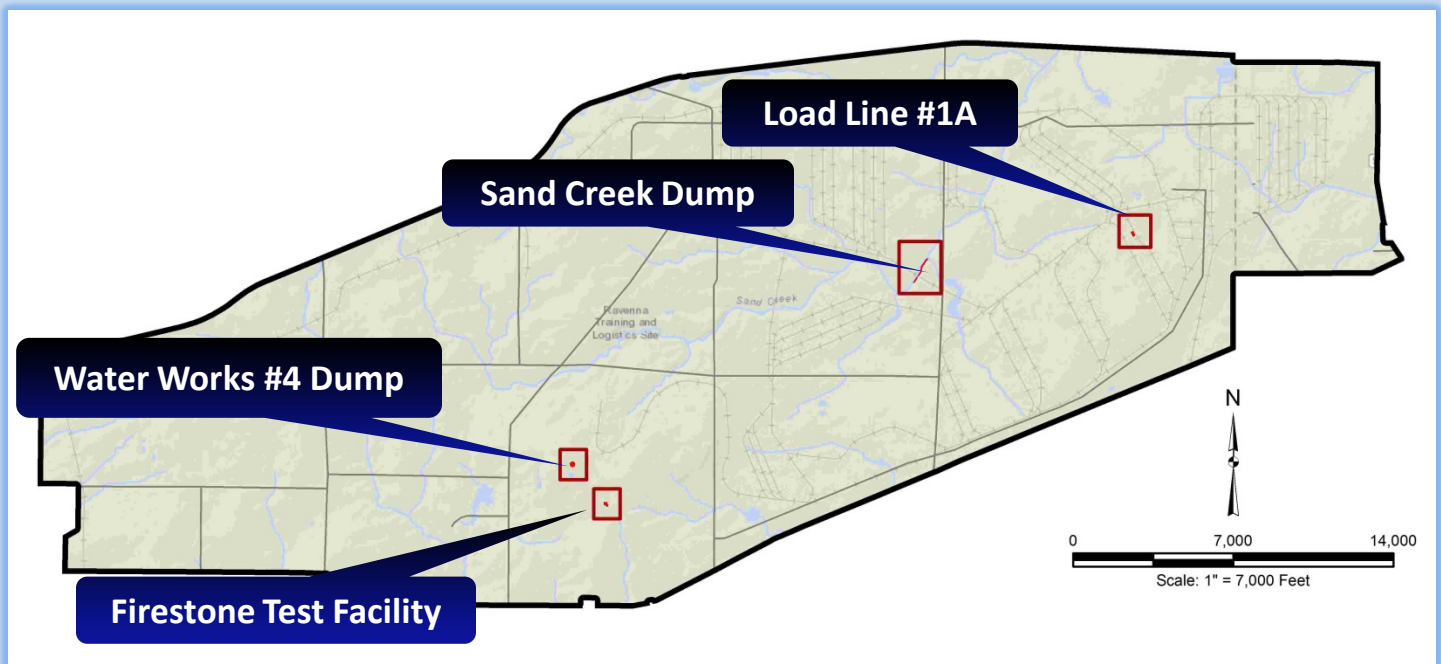 Load Line #1A
Sand Creek Dump
Sand Creek
Ravenna
Training and
Logistics Site
Water Works #4 Dump
N
0 7,000 14,000
Scale: 1" = 7,000 Feet
Firestone Test Facility